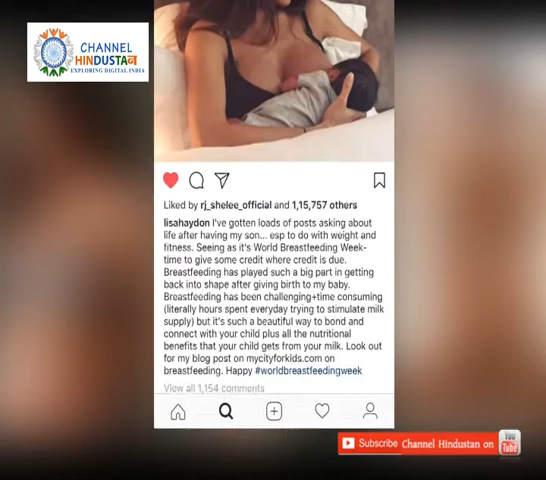 CHANNEL
HINDUSTAन
EXPLORING DIGITAL INDIA
Liked by rj_shelee_official and 1,15,757 others
lisahaydon I've gotten loads of posts asking about
life after having my son... esp to do with weight and
fitness. Seeing as it's World Breastfeeding Week-
time to give some credit where credit is due.
Breastfeeding has played such a big part in getting
back into shape after giving birth to my baby.
Breastfeeding has been challenging+time consuming
(literally hours spent everyday trying to stimulate milk
supply) but it's such a beautiful way to bond and
connect with your child plus all the nutritional
benefits that your child gets from your milk. Look out
for my blog post on mycityforkids.com on
breastfeeding. Happy #worldbreastfeedingweek
View all 1,154 comments
Subscribe Channel Hindustan on
You
Tube